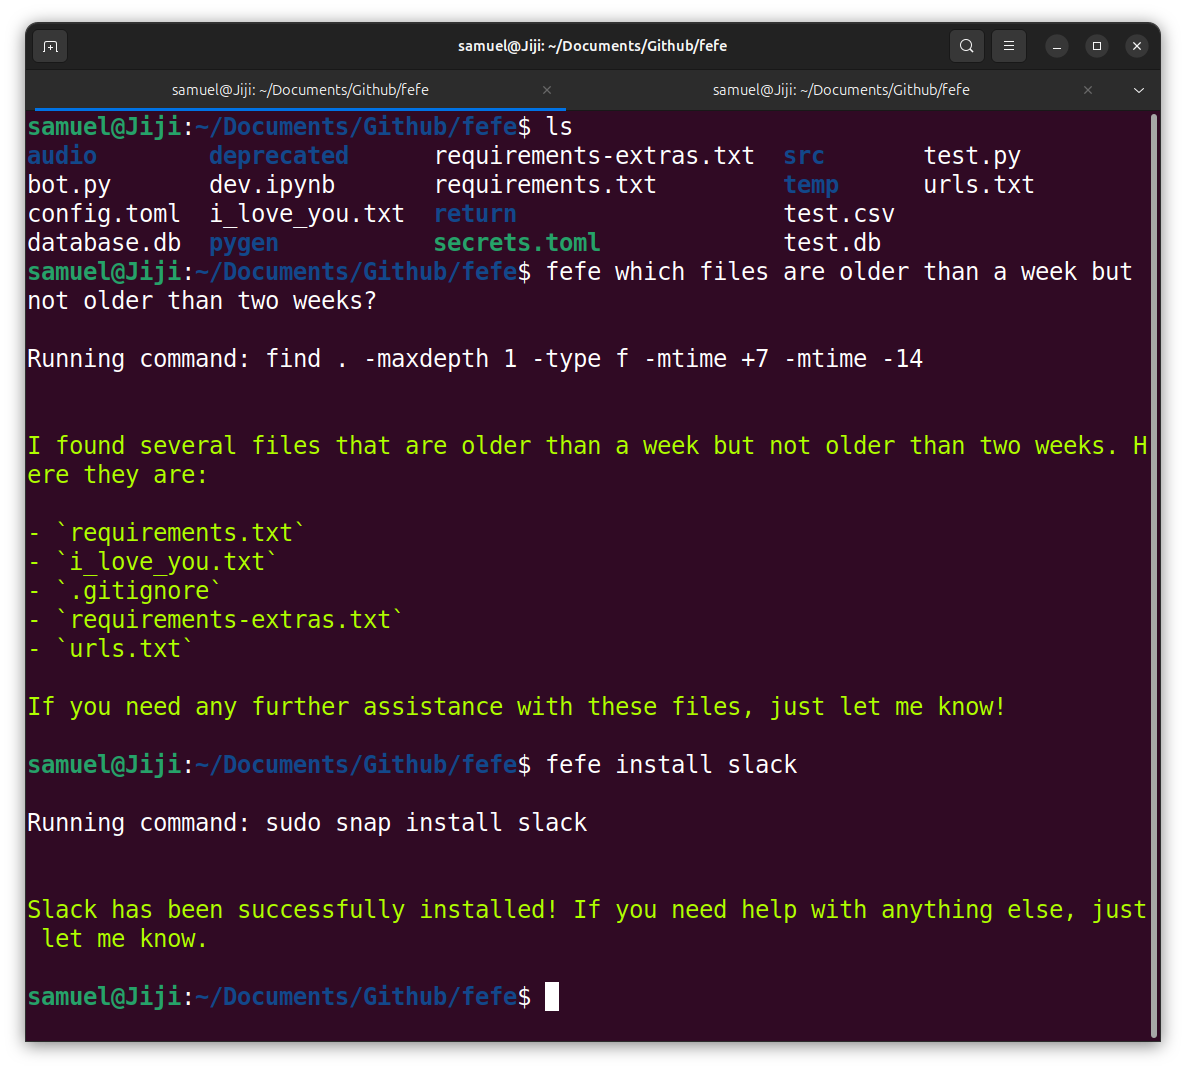 samuel@Jiji: ~/Documents/Github/fefe
samuel@Jiji: ~/Documents/Github/fefe × samuel@Jiji: ~/Documents/Github/fefe ×
samuel@Jiji:~/Documents/Github/fefe$ ls
audio deprecated requirements-extras.txt src test.py
bot.py dev.ipynb requirements.txt temp urls.txt
config.toml i_love_you.txt return test.csv
database.db pygen secrets.toml test.db
samuel@Jiji:~/Documents/Github/fefe$ fefe which files are older than a week but
not older than two weeks?
Running command: find . -maxdepth 1 -type f -mtime +7 -mtime -14
I found several files that are older than a week but not older than two weeks. H
ere they are:
- `requirements.txt`
- `i_love_you.txt`
- `.gitignore`
- `requirements-extras.txt`
- `urls.txt`
If you need any further assistance with these files, just let me know!
samuel@Jiji:~/Documents/Github/fefe$ fefe install slack
Running command: sudo snap install slack
Slack has been successfully installed! If you need help with anything else, just
let me know.
samuel@Jiji:~/Documents/Github/fefe$